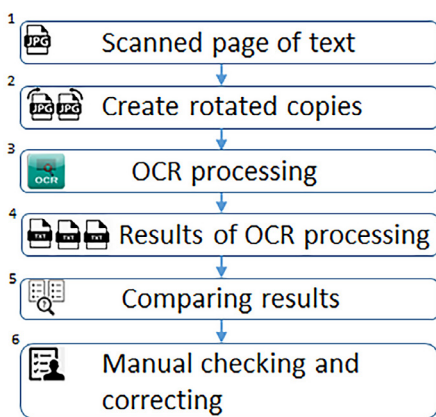 1
JPG
Scanned page of text
2
JPG JPG
Create rotated copies
3
OCR
OCR processing
4
TXT TXT TXT
Results of OCR processing
5
?
Comparing results
6
Manual checking and
correcting